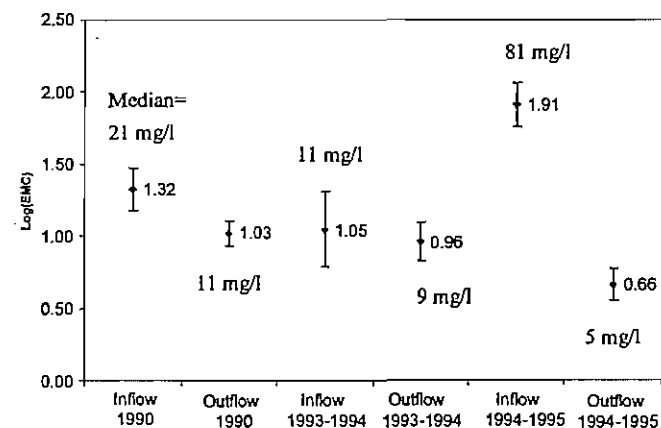 2.50
2.00
1.50
1.00
0.50
0.00
Log(EMC)
Median=
21 mg/l
1.32
1.03
11 mg/l
11 mg/l
1.05
0.96
9 mg/l
81 mg/l
1.91
0.66
5 mg/l
Inflow
1990
Outflow
1990
Inflow
1993-1994
Outflow
1993-1994
Inflow
1994-1995
Outflow
1994-1995